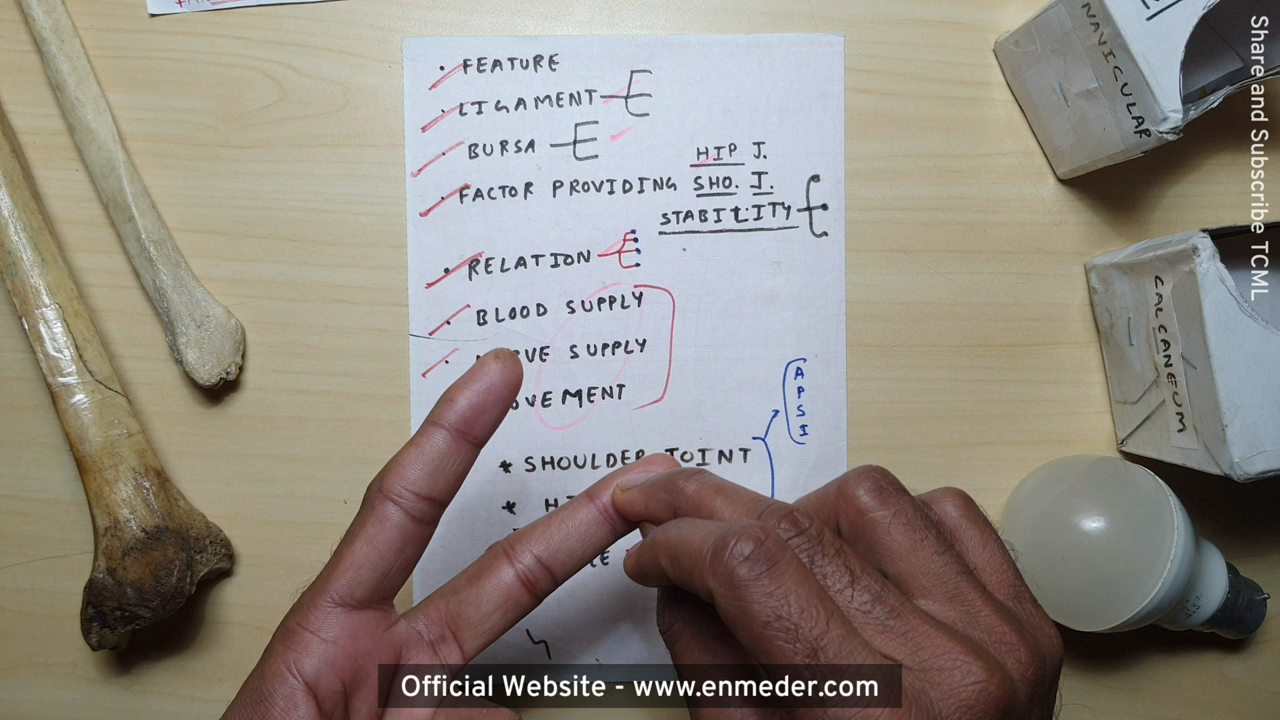 • FEATURE
• LIGAMENT
• BURSA
HIP J.
• FACTOR PROVIDING SHO. J.
STABILITY
• RELATION
• BLOOD SUPPLY
• SUPPLY
A
P
S
I
* SHOULDER JOINT
*
NAVICULAR
CALCANEUM
Share and Subscribe TCML
Official Website - www.enmeder.com